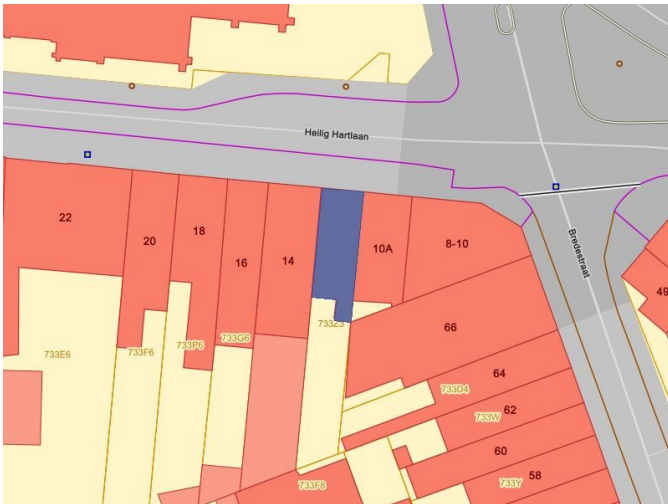 Heilig Hartlaan
22
20
18
16
14
10A
8-10
Bredestraat
49
66
733Z3
733G6
733P6
733F6
733E6
64
733D4
62
733W
60
58
733Y
733F8